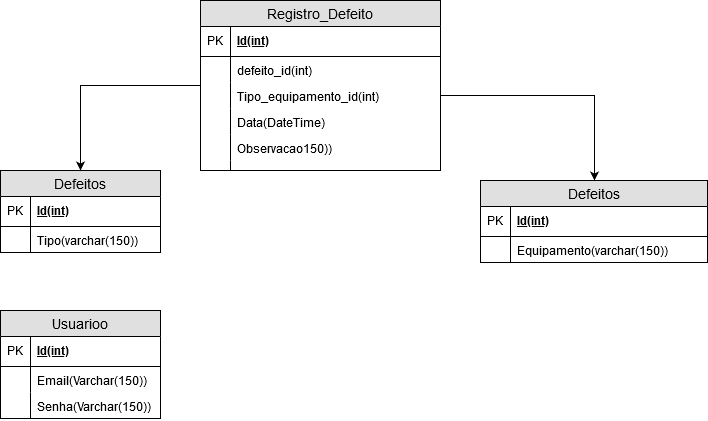 Registro_Defeito
PK Id(int)
defeito_id(int)
Tipo_equipamento_id(int)
Data(DateTime)
Observacao150))
Defeitos
PK Id(int)
Tipo(varchar(150))
Defeitos
PK Id(int)
Equipamento(varchar(150))
Usuarioo
PK Id(int)
Email(Varchar(150))
Senha(Varchar(150))